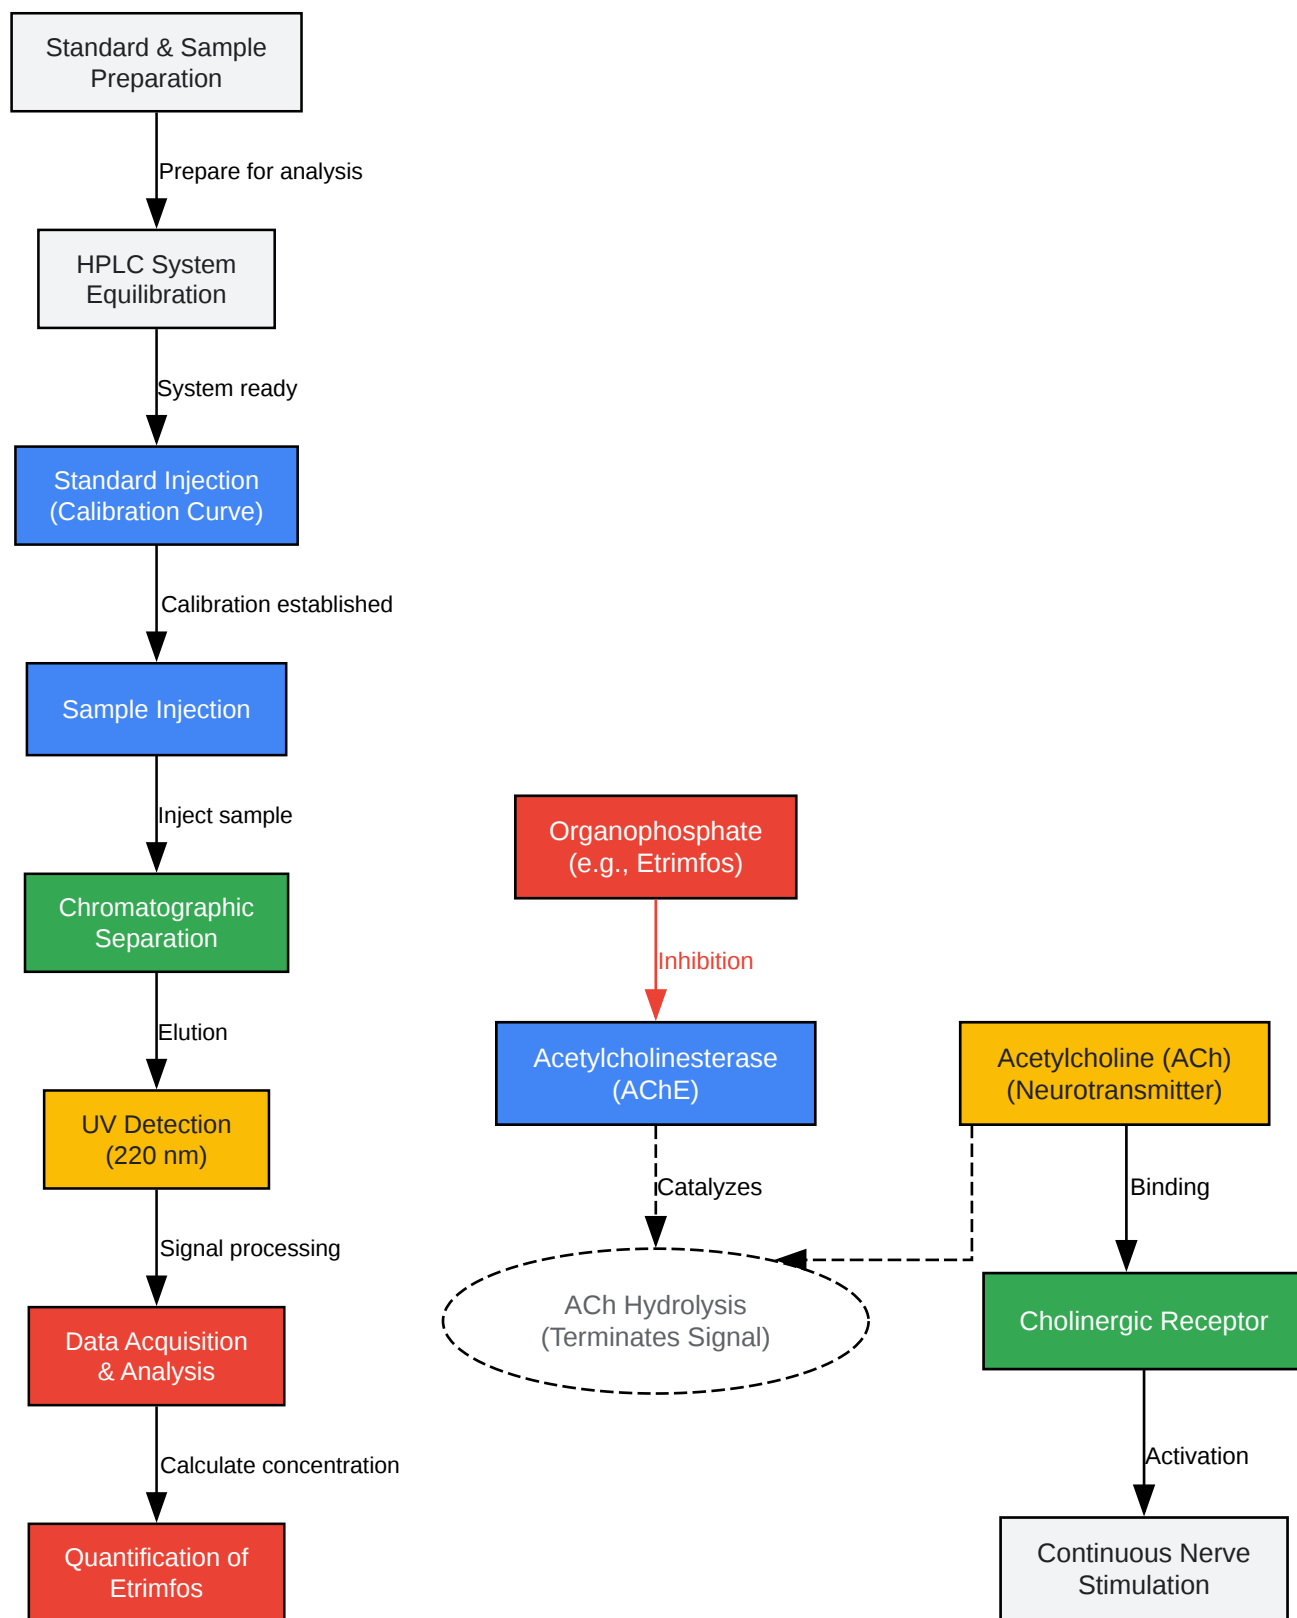 Standard & Sample
Preparation
Prepare for analysis
HPLC System
Equilibration
System ready
Standard Injection
(Calibration Curve)
Calibration established
Sample Injection
Inject sample
Chromatographic
Separation
Elution
UV Detection
(220 nm)
Signal processing
Data Acquisition
& Analysis
Calculate concentration
Quantification of
Etrimfos
Organophosphate
(e.g., Etrimfos)
Inhibition
Acetylcholinesterase
(AChE)
Catalyzes
ACh Hydrolysis
(Terminates Signal)
Acetylcholine (ACh)
(Neurotransmitter)
Binding
Cholinergic Receptor
Activation
Continuous Nerve
Stimulation